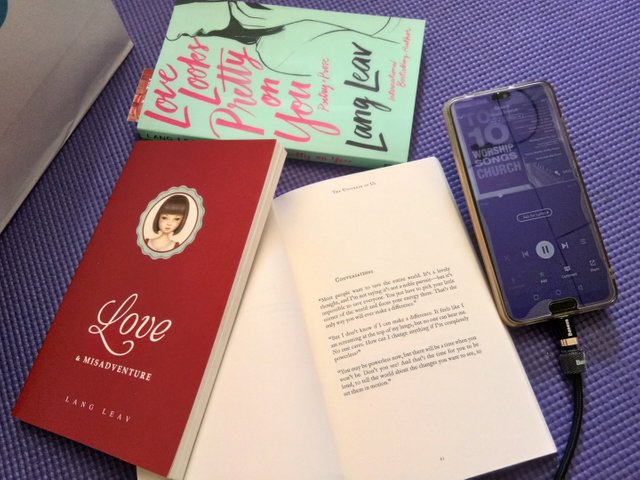 Love
Looks
Pretty
on
You
Poetry + Prose
Lang Leav
International
Bestselling Author
Love
& MISADVENTURE
LANG LEAV
THE UNIVERSE OF US
CONVERSATIONS
“Most people want to save the entire world. It's a lovely
thought, and I'm not saying it's not a noble pursuit—but it's
impossible to save everyone. You just have to pick your little
corner of the world and focus your energy there. That's the
only way you will ever make a difference.”
“But I don't know if I can make a difference. It feels like I
am screaming at the top of my lungs, but no one can hear me.
No one cares. How can I change anything if I'm completely
powerless?”
“You may be powerless now, but there will be a time when you
won't be. Don't you see? And that's the time for you to be
loud, to tell the world about the changes you want to see, to
set them in motion.”
10
WORSHIP
SONGS
CHURCH
Add
Comment
Share